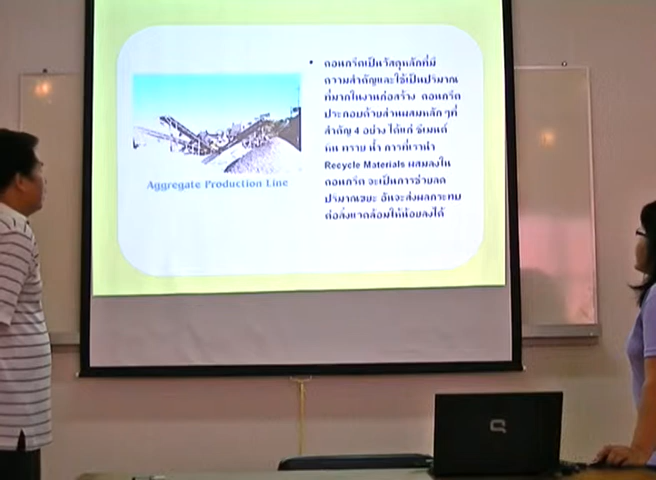 • คอนกรีตเป็นวัสดุหลักที่มี
ความสำคัญและใช้เป็นปริมาณ
ที่มากในงานก่อสร้าง คอนกรีต
ประกอบด้วยส่วนผสมหลัก ๆที่
สำคัญ 4 อย่าง ได้แก่ ซีเมนต์
หิน ทราย น้ำ การที่เรานำ
Recycle Materials ผสมลงใน
คอนกรีต จะเป็นการช่วยลด
ปริมาณขยะ อันจะส่งผลกระทบ
ต่อสิ่งแวดล้อมให้น้อยลงได้
Aggregate Production Line